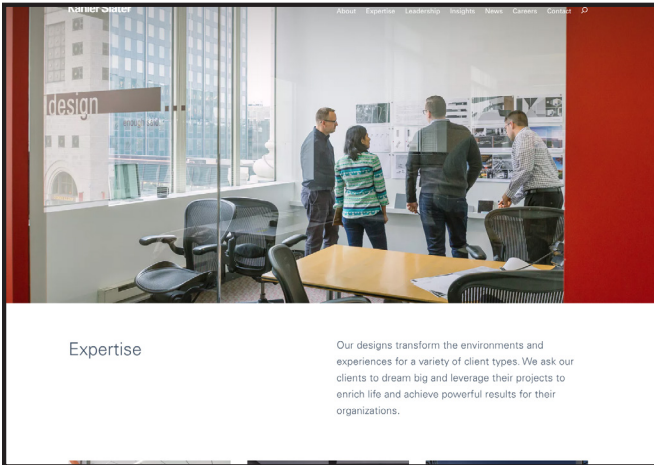 Kahler Slater
About Expertise Leadership Insights News Careers Contact
design
Expertise
Our designs transform the environments and
experiences for a variety of client types. We ask our
clients to dream big and leverage their projects to
enrich life and achieve powerful results for their
organizations.